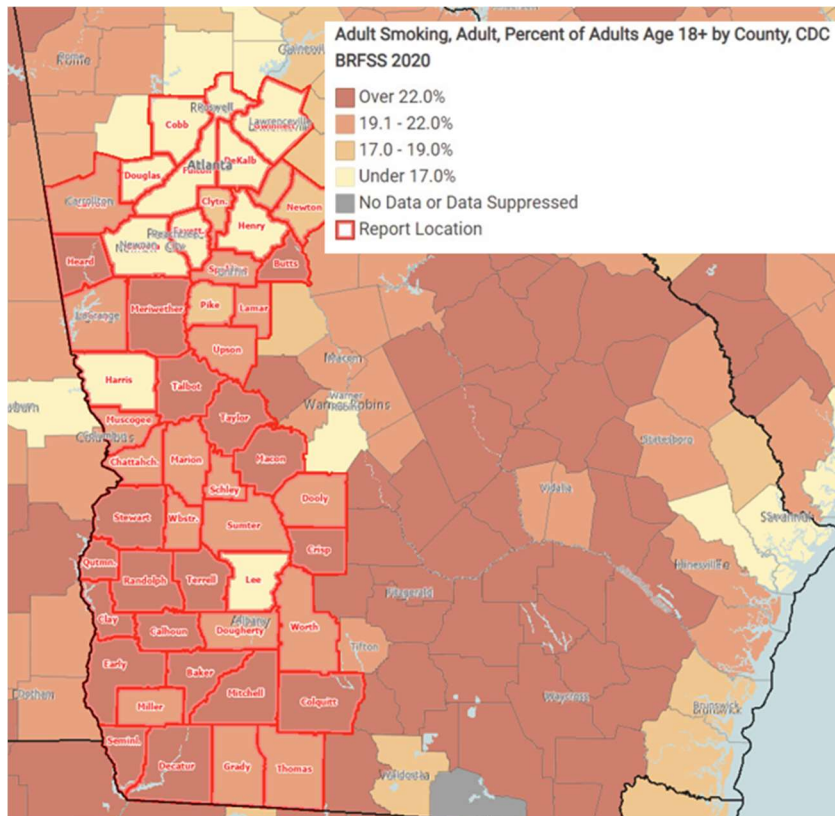 Adult Smoking, Adult, Percent of Adults Age 18+ by County, CDC
BRFSS 2020
Over 22.0%
19.1 - 22.0%
17.0 - 19.0%
Under 17.0%
No Data or Data Suppressed
Report Location
Rome
Roswell
Cobb
Lawrenceville
Atlanta
DeKalb
Douglas
Fulton
Carrollton
Clytn.
Newton
Henry
Newnan
Heard
Butts
Lagrange
Meriwether
Pike
Lamar
Upson
Macon
Harris
Talbot
Warner Robins
Taylor
Muscogee
Columbus
Chattahch.
Marion
Macon
Schley
Dooly
Statesboro
Vidalia
Stewart
Wbstr.
Sumter
Savannah
Crisp
Qutmn.
Randolph
Terrell
Lee
Hinesville
Fitzgerald
Clay
Calhoun
Albany
Dougherty
Worth
Tifton
Early
Baker
Mitchell
Colquitt
Waycross
Dothan
Miller
Brunswick
Seminl.
Decatur
Grady
Thomas
Valdosta